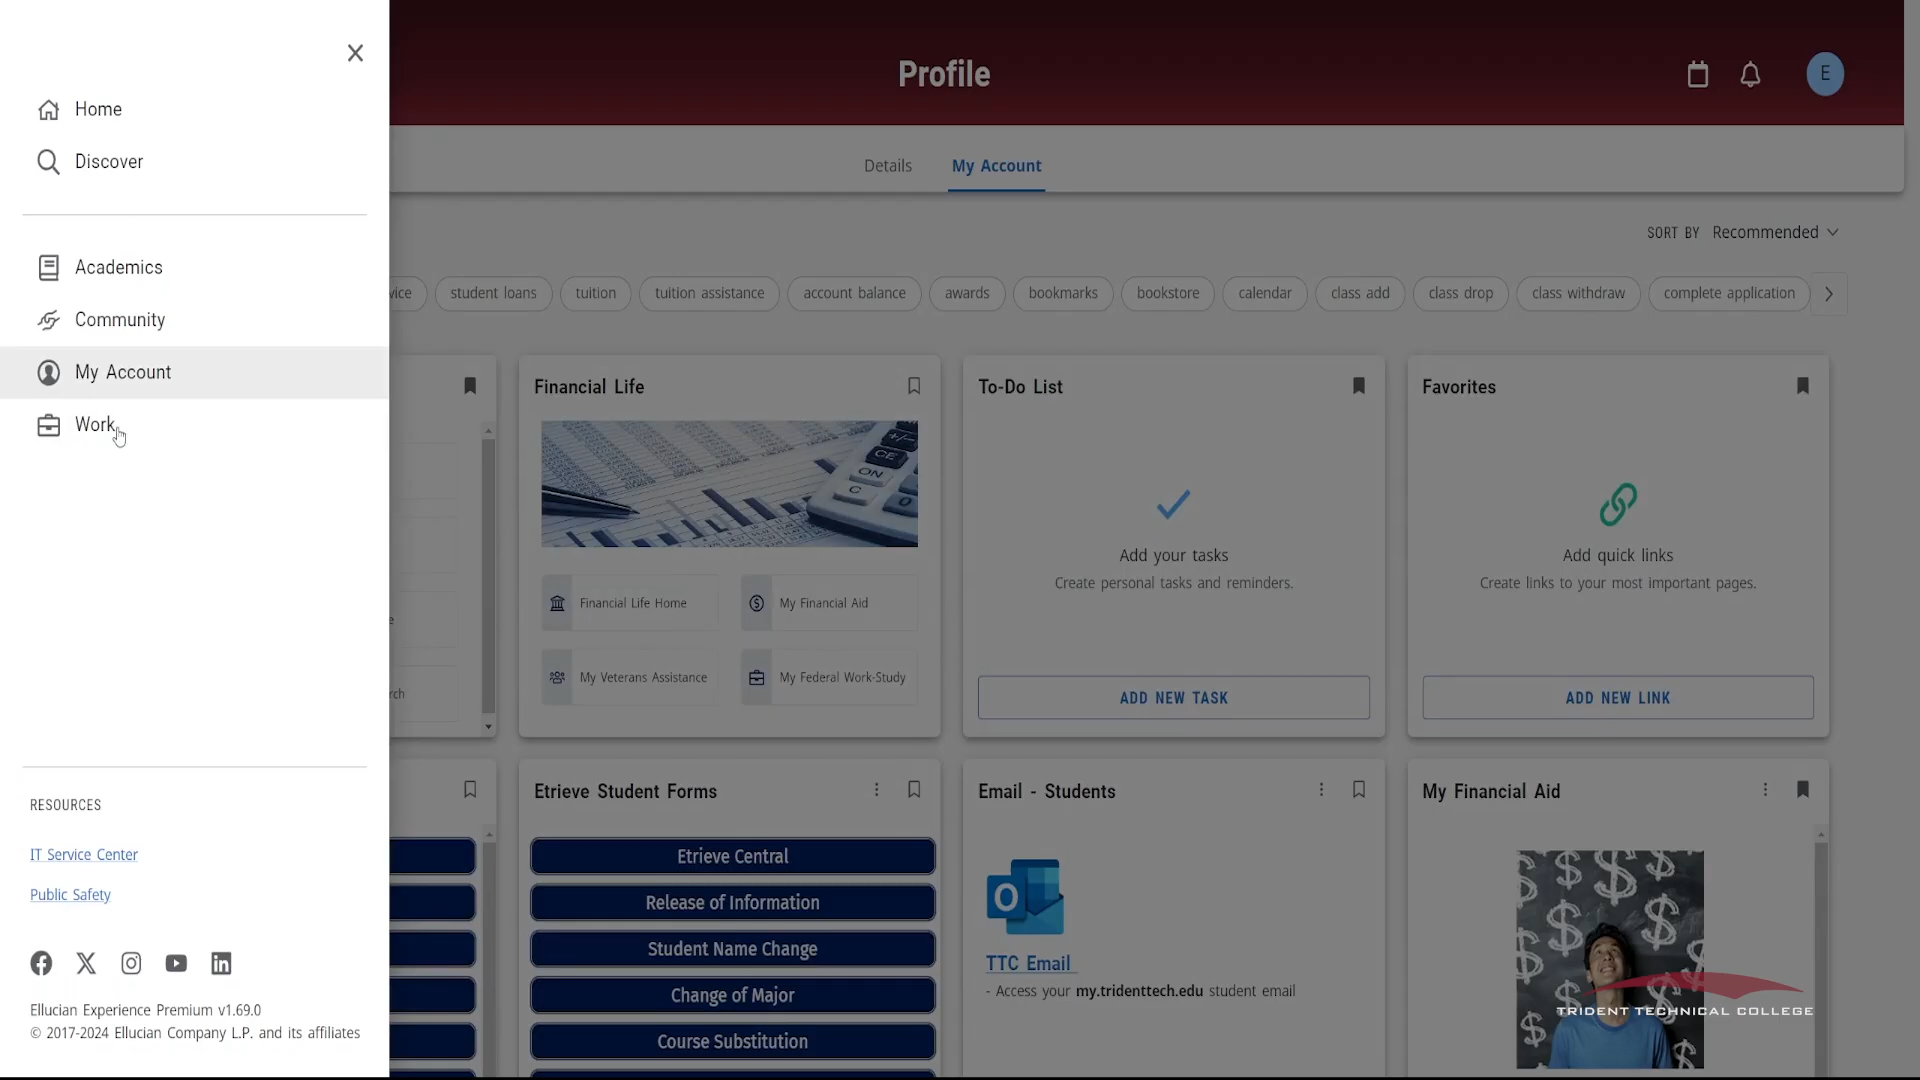 Home
Discover
Academics
Community
My Account
Work
RESOURCES
IT Service Center
Public Safety
Ellucian Experience Premium v1.69.0
© 2017-2024 Ellucian Company L.P. and its affiliates
Profile
E
Details
My Account
SORT BY Recommended
vice
student loans
tuition
tuition assistance
account balance
awards
bookmarks
bookstore
calendar
class add
class drop
class withdraw
complete application
e
rch
Financial Life
CE
ON
C
+/-
Financial Life Home
My Financial Aid
My Veterans Assistance
My Federal Work-Study
To-Do List
Add your tasks
Create personal tasks and reminders.
ADD NEW TASK
Favorites
Add quick links
Create links to your most important pages.
ADD NEW LINK
Etrieve Student Forms
Etrieve Central
Release of Information
Student Name Change
Change of Major
Course Substitution
Email - Students
TTC Email
- Access your my.tridenttech.edu student email
My Financial Aid
TRIDENT TECHNICAL COLLEGE